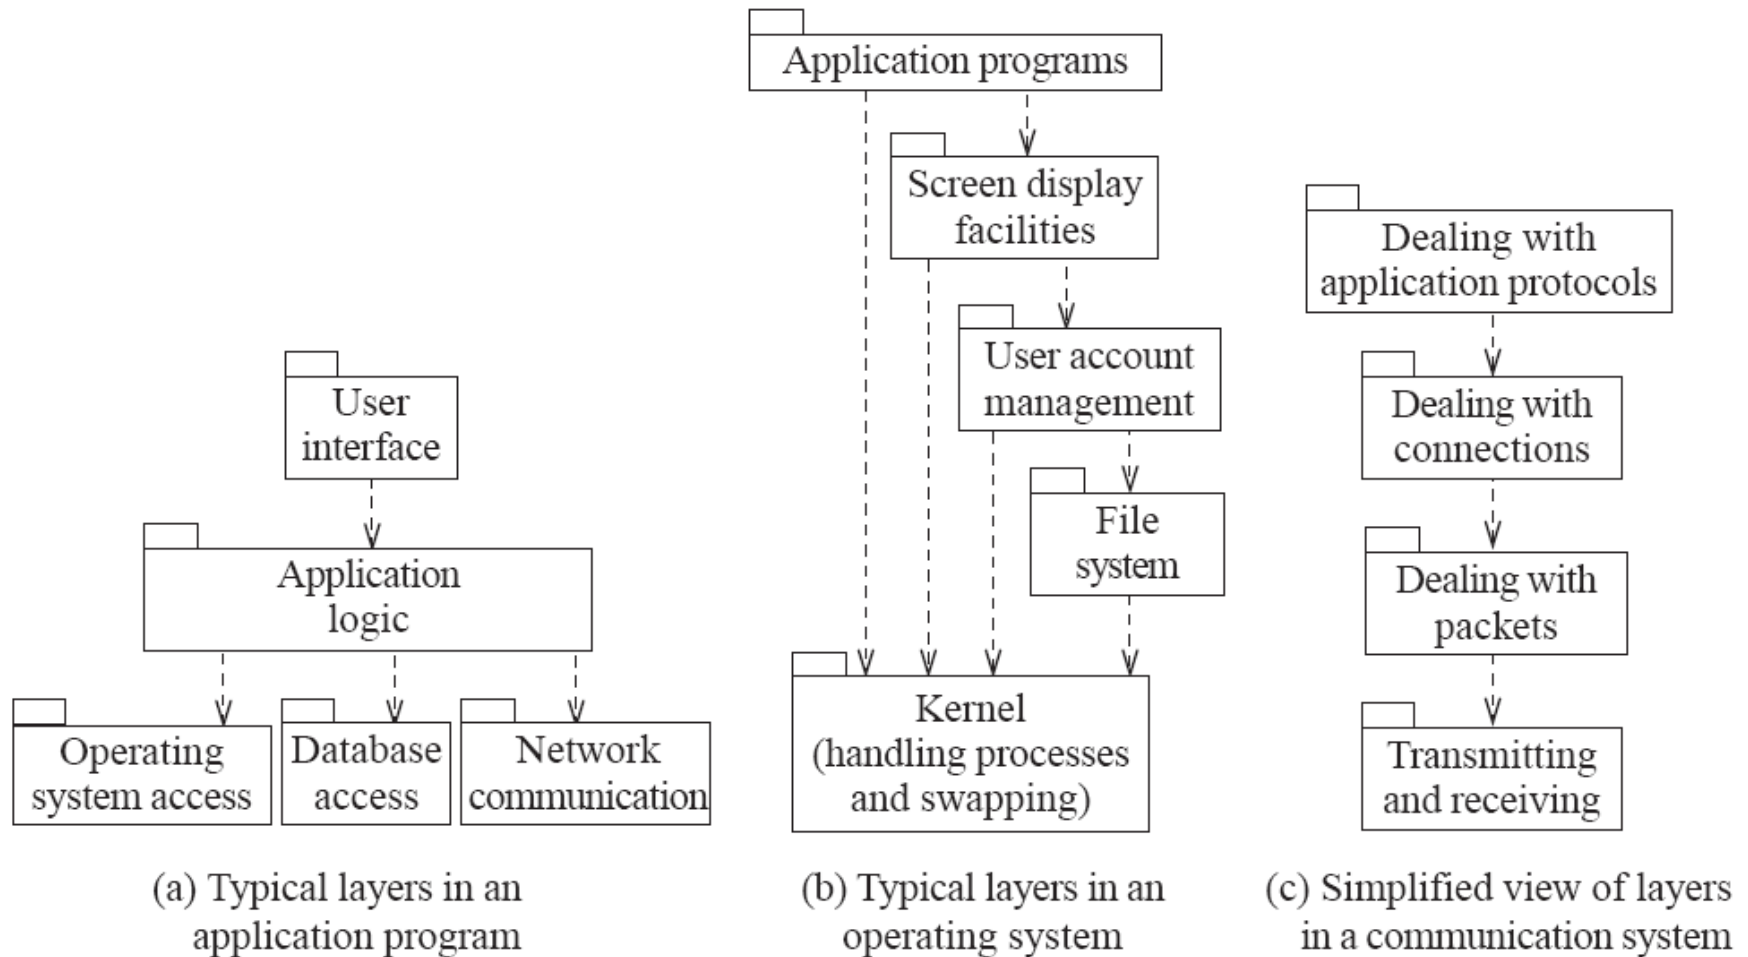 User
interface
Application
logic
Operating
system access
Database
access
Network
communication
(a) Typical layers in an
application program
Application programs
Screen display
facilities
User account
management
File
system
Kernel
(handling processes
and swapping)
(b) Typical layers in an
operating system
Dealing with
application protocols
Dealing with
connections
Dealing with
packets
Transmitting
and receiving
(c) Simplified view of layers
in a communication system